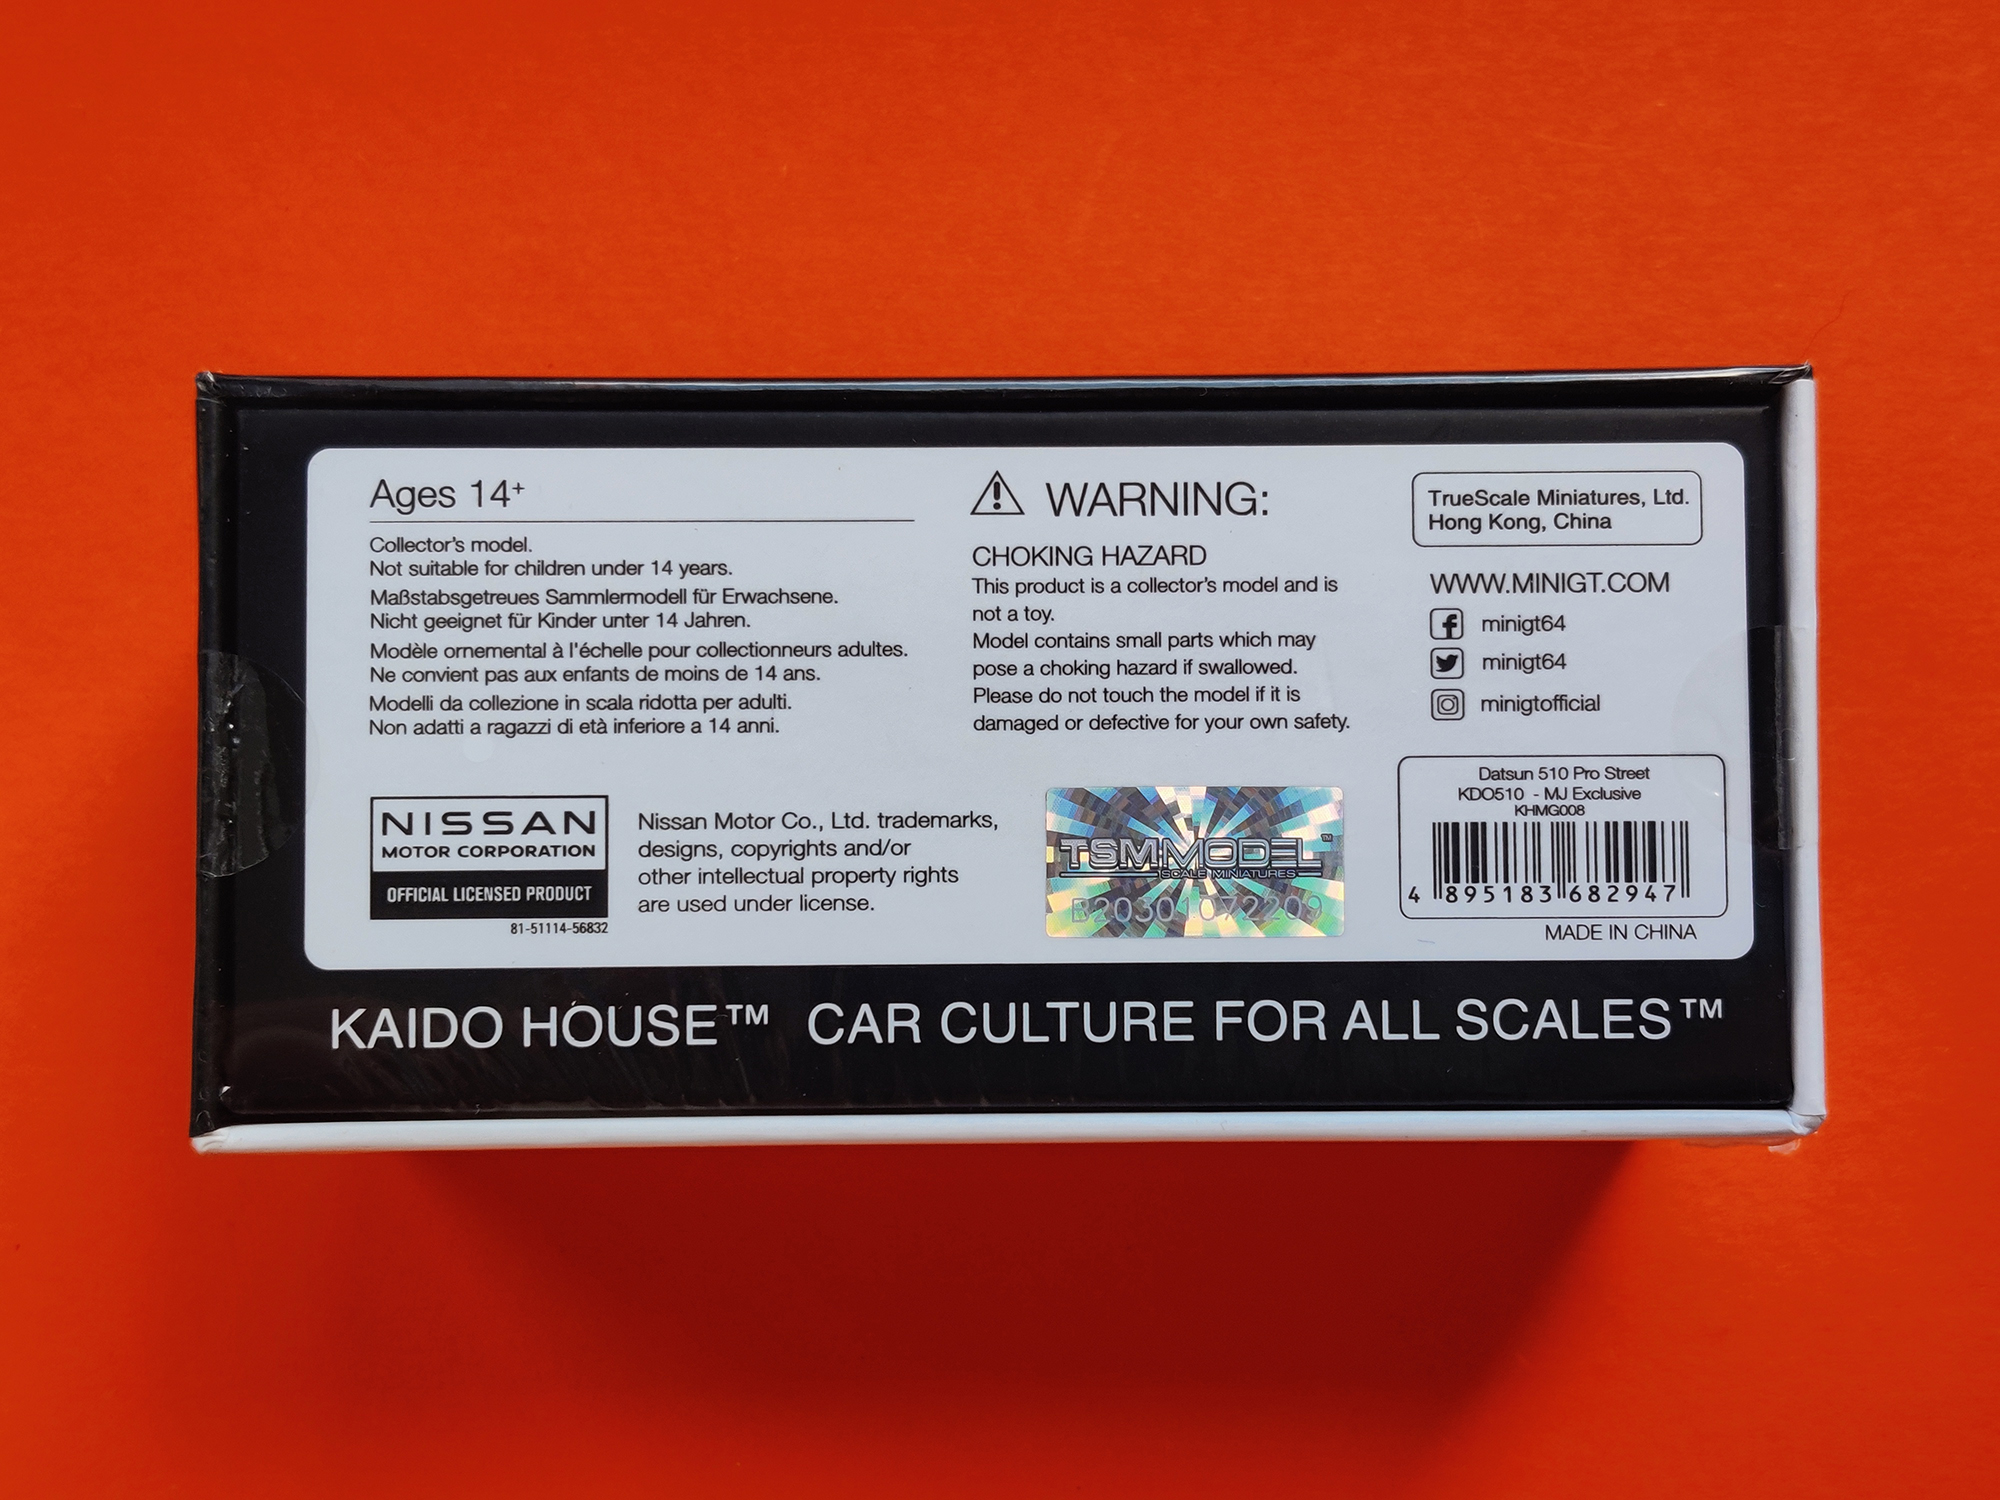 Ages 14+
Collector's model.
Not suitable for children under 14 years.
Maßstabsgetreues Sammlermodell für Erwachsene.
Nicht geeignet für Kinder unter 14 Jahren.
Modèle ornemental à l'échelle pour collectionneurs adultes.
Ne convient pas aux enfants de moins de 14 ans.
Modelli da collezione in scala ridotta per adulti.
Non adatti a ragazzi di età inferiore a 14 anni.
WARNING:
CHOKING HAZARD
This product is a collector's model and is
not a toy.
Model contains small parts which may
pose a choking hazard if swallowed.
Please do not touch the model if it is
damaged or defective for your own safety.
TrueScale Miniatures, Ltd.
Hong Kong, China
WWW.MINIGT.COM
minigt64
minigt64
minigtofficial
NISSAN
MOTOR CORPORATION
OFFICIAL LICENSED PRODUCT
81-51114-56832
Nissan Motor Co., Ltd. trademarks,
designs, copyrights and/or
other intellectual property rights
are used under license.
TSMMODEL™
SCALE MINIATURES
B20301072209
Datsun 510 Pro Street
KDO510 - MJ Exclusive
KHMG008
4 895183 682947
MADE IN CHINA
KAIDO HOUSE™ CAR CULTURE FOR ALL SCALES™